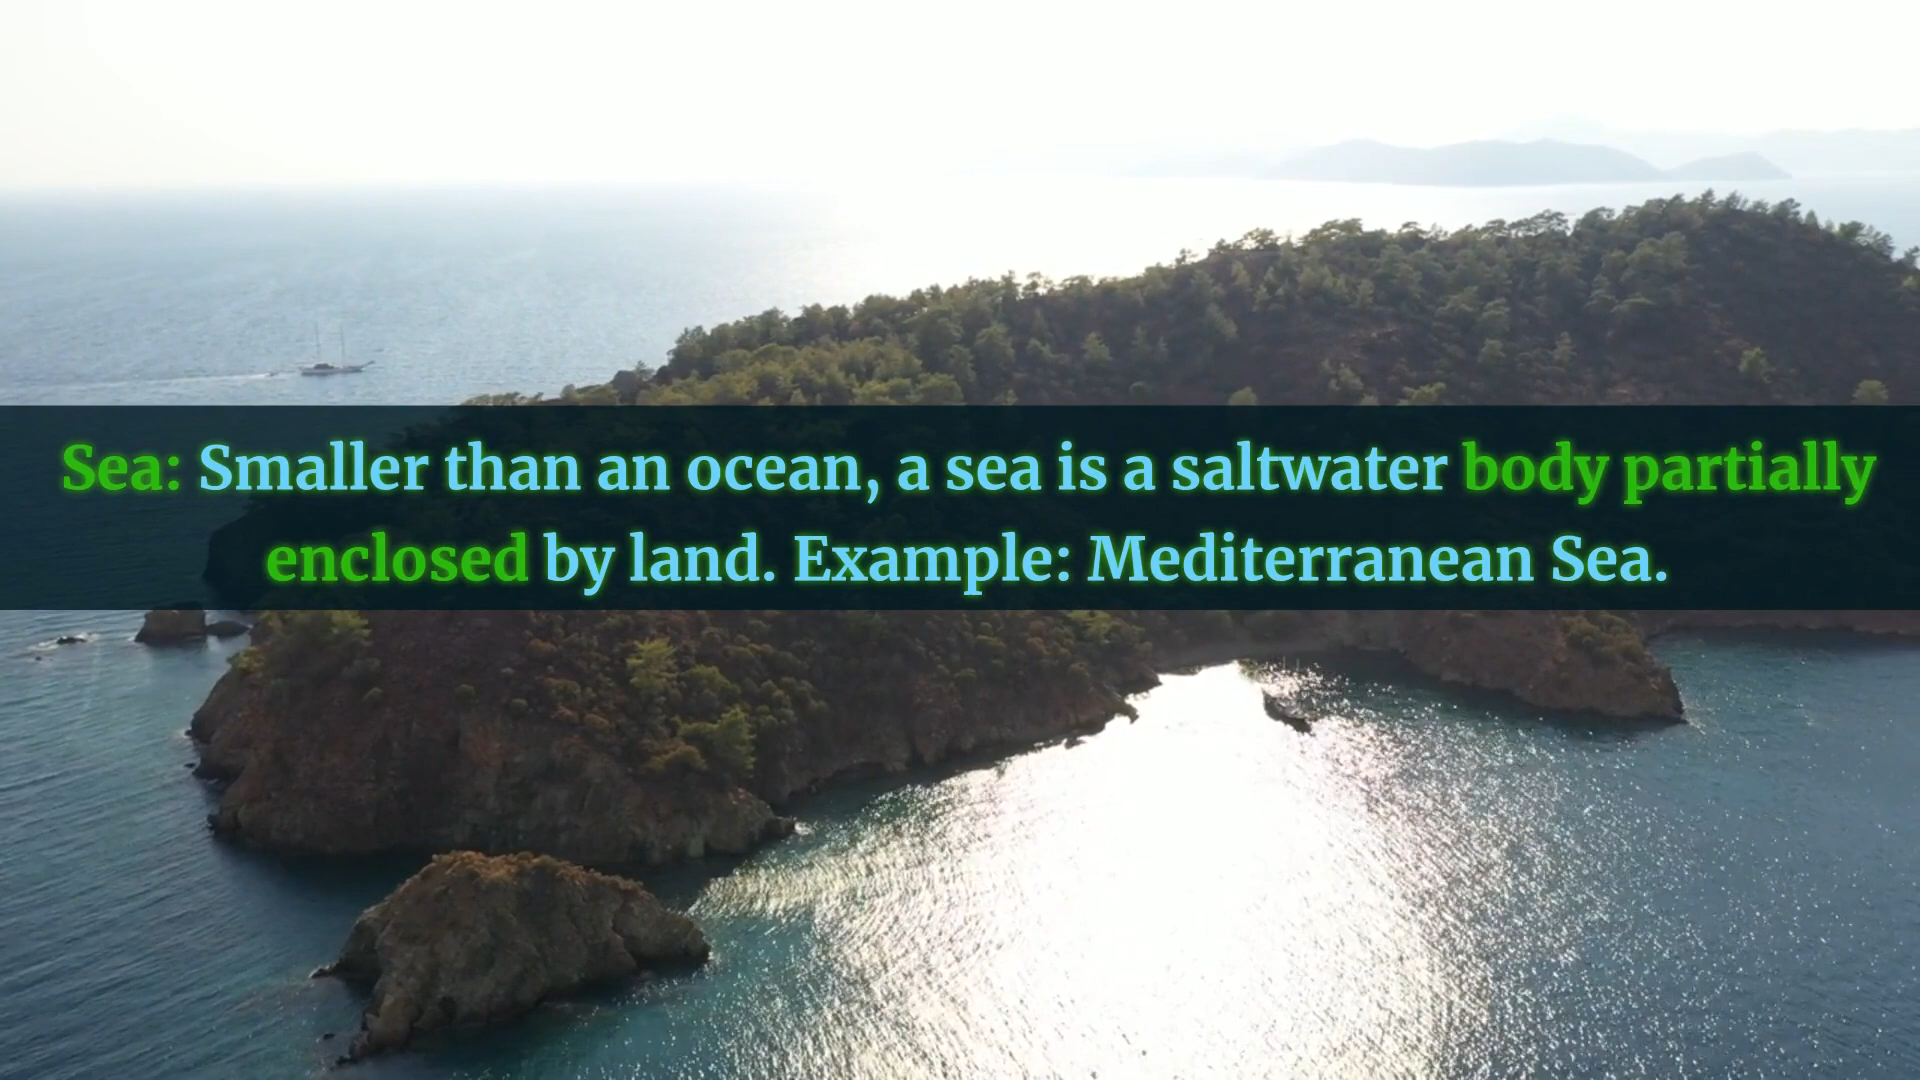 Sea: Smaller than an ocean, a sea is a saltwater body partially
enclosed by land. Example: Mediterranean Sea.